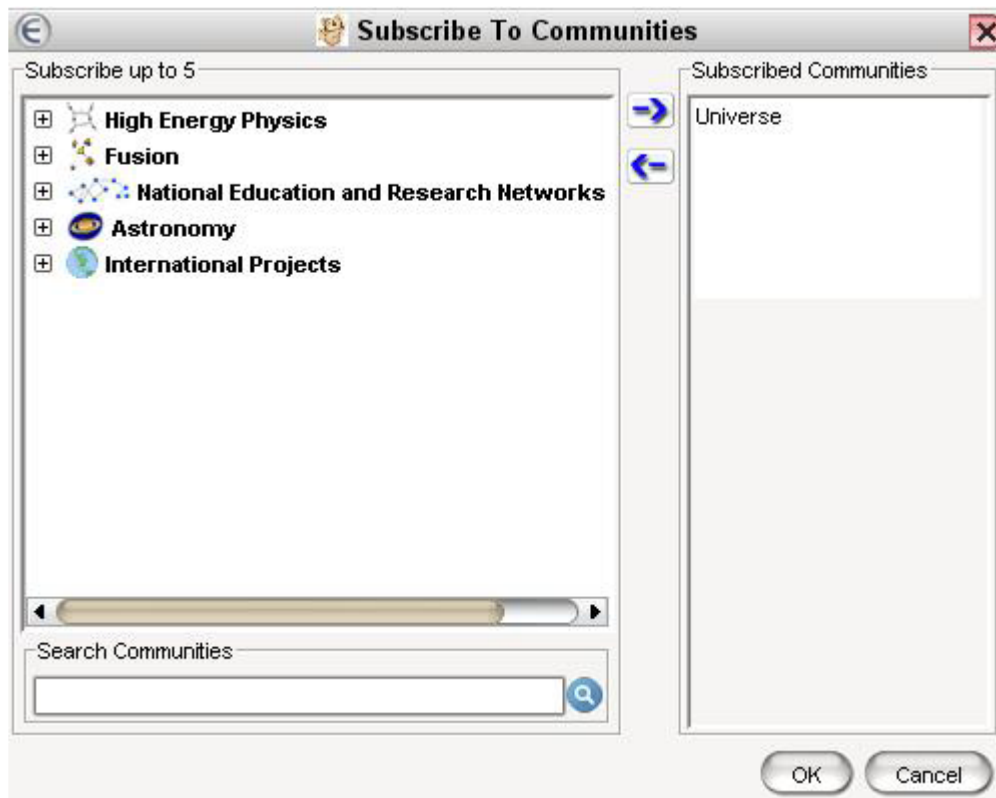 Subscribe To Communities
Subscribe up to 5
High Energy Physics
Fusion
National Education and Research Networks
Astronomy
International Projects
Search Communities
Subscribed Communities
Universe
OK
Cancel